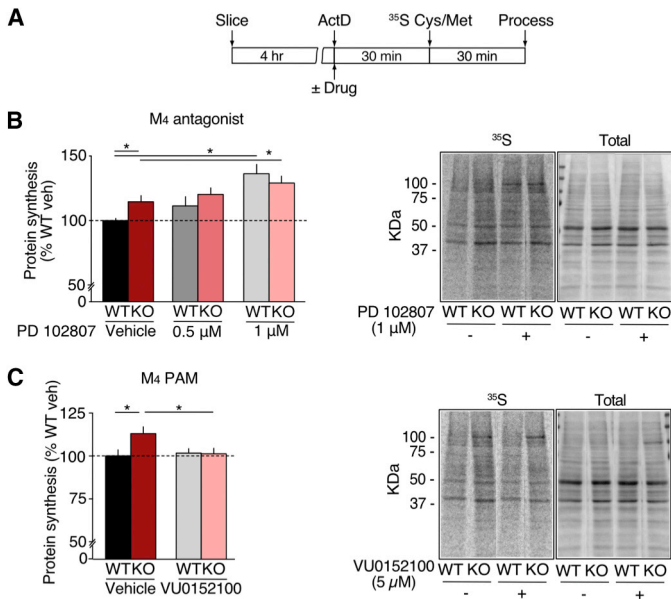 A
Slice ActD ³⁵S Cys/Met Process
4 hr 30 min 30 min
± Drug
B
M4 antagonist
Protein synthesis
(% WT veh)
150
100
50
0
*
*
*
WT KO WT KO WT KO
PD 102807 Vehicle 0.5 µM 1 µM
³⁵S Total
KDa
100 -
75 -
50 -
37 -
PD 102807 WT KO WT KO WT KO WT KO
(1 µM) - + - +
C
M4 PAM
Protein synthesis (% WT veh)
125
100
75
50
0
*
*
WT KO WT KO
Vehicle VU0152100
³⁵S Total
KDa
100 -
75 -
50 -
37 -
VU0152100 WT KO WT KO WT KO WT KO
(5 µM) - + - +